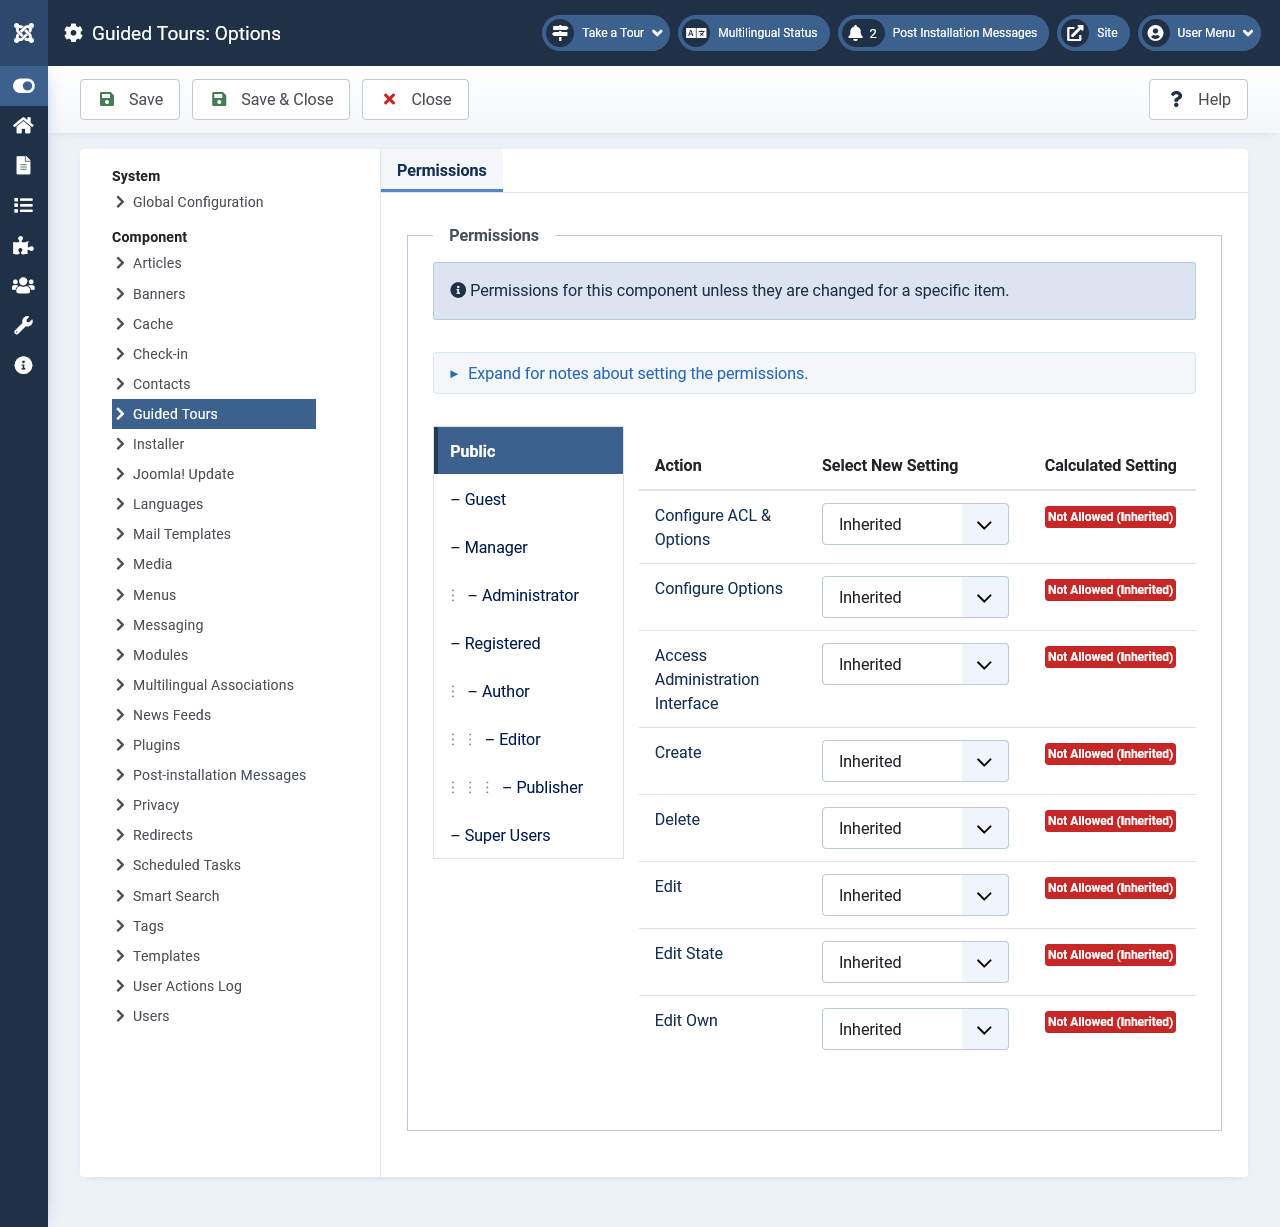 Guided Tours: Options
Take a Tour
Multilingual Status
2 Post Installation Messages
Site
User Menu
Save
Save & Close
Close
? Help
System
Global Configuration
Component
Articles
Banners
Cache
Check-in
Contacts
Guided Tours
Installer
Joomla! Update
Languages
Mail Templates
Media
Menus
Messaging
Modules
Multilingual Associations
News Feeds
Plugins
Post-installation Messages
Privacy
Redirects
Scheduled Tasks
Smart Search
Tags
Templates
User Actions Log
Users
Permissions
Permissions
Permissions for this component unless they are changed for a specific item.
► Expand for notes about setting the permissions.
Public
– Guest
– Manager
⋮ – Administrator
– Registered
⋮ – Author
⋮ ⋮ – Editor
⋮ ⋮ ⋮ – Publisher
– Super Users
Action Select New Setting Calculated Setting
Configure ACL & Inherited Not Allowed (Inherited)
Options
Configure Options Inherited Not Allowed (Inherited)
Access Inherited Not Allowed (Inherited)
Administration
Interface
Create Inherited Not Allowed (Inherited)
Delete Inherited Not Allowed (Inherited)
Edit Inherited Not Allowed (Inherited)
Edit State Inherited Not Allowed (Inherited)
Edit Own Inherited Not Allowed (Inherited)